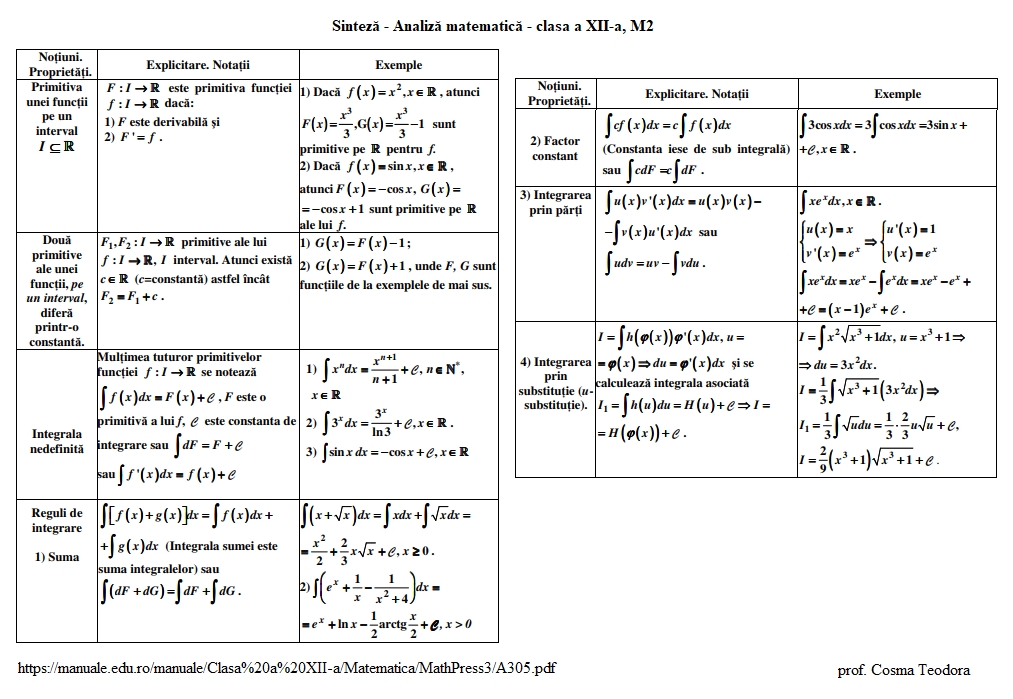 Sinteză - Analiză matematică - clasa a XII-a, M2
Noțiuni. Proprietăți. | Explicitare. Notații | Exemple
Primitiva
unei funcții
pe un
interval
I ⊆ ℝ
F : I → ℝ este primitiva funcției
f : I → ℝ dacă:
1) F este derivabilă și
2) F ' = f .
1) Dacă f(x) = x², x ∈ ℝ , atunci
F(x) = x³/3 ,G(x) = x³/3 −1 sunt
primitive pe ℝ pentru f.
2) Dacă f(x) = sin x, x ∈ ℝ ,
atunci F(x) = −cos x, G(x) =
= −cos x + 1 sunt primitive pe ℝ
ale lui f.
Două
primitive
ale unei
funcții, pe
un interval,
diferă
printr-o
constantă.
F₁, F₂ : I → ℝ primitive ale lui
f : I → ℝ, I interval. Atunci există
c ∈ ℝ (c=constantă) astfel încât
F₂ = F₁ + c .
1) G(x) = F(x) −1 ;
2) G(x) = F(x) +1 , unde F, G sunt
funcțiile de la exemplele de mai sus.
Integrala
nedefinită
Mulțimea tuturor primitivelor
funcției f : I → ℝ se notează
∫ f(x)dx = F(x) + 𝒞 , F este o
primitivă a lui f, 𝒞 este constanta de
integrare sau ∫dF = F + 𝒞
sau ∫ f '(x)dx = f(x) + 𝒞
1) ∫ xⁿdx = xⁿ⁺¹/(n+1) + 𝒞, n ∈ ℕ*,
x ∈ ℝ
2) ∫ 3ˣdx = 3ˣ/ln3 + 𝒞, x ∈ ℝ .
3) ∫ sin x dx = −cos x + 𝒞, x ∈ ℝ
Reguli de
integrare
1) Suma
∫[f(x) + g(x)]dx = ∫ f(x)dx +
+∫ g(x)dx (Integrala sumei este
suma integralelor) sau
∫(dF + dG) = ∫dF + ∫dG .
∫(x + √x)dx = ∫ xdx + ∫ √xdx =
= x²/2 + 2/3 x√x + 𝒞, x ≥ 0 .
2) ∫(eˣ + 1/x − 1/(x² + 4))dx =
= eˣ + ln x − 1/2 arctg x/2 + 𝒞, x > 0
Noțiuni. Proprietăți. | Explicitare. Notații | Exemple
2) Factor
constant
∫ cf(x)dx = c∫ f(x)dx
(Constanta iese de sub integrală)
sau ∫cdF = c∫dF .
∫3cos xdx = 3∫cos xdx = 3sin x +
+𝒞, x ∈ ℝ .
3) Integrarea
prin părți
∫u(x)v '(x)dx = u(x)v(x) −
−∫v(x)u '(x)dx sau
∫udv = uv − ∫vdu .
∫ xeˣdx, x ∈ ℝ .
{u(x) = x ⇒ {u '(x) = 1
{v '(x) = eˣ {v(x) = eˣ
∫ xeˣdx = xeˣ − ∫eˣdx = xeˣ − eˣ +
+𝒞 = (x −1)eˣ + 𝒞 .
4) Integrarea
prin
substituție (u-
substituție).
I = ∫h(φ(x))φ'(x)dx, u =
= φ(x) ⇒ du = φ'(x)dx și se
calculează integrala asociată
I₁ = ∫h(u)du = H(u) + 𝒞 ⇒ I =
= H(φ(x)) + 𝒞 .
I = ∫ x²√(x³ + 1)dx, u = x³ + 1 ⇒
⇒ du = 3x²dx.
I = 1/3 ∫√(x³ + 1)(3x²dx) ⇒
I₁ = 1/3 ∫√udu = 1/3 · 2/3 u√u + 𝒞,
I = 2/9 (x³ + 1)√(x³ + 1) + 𝒞 .
https://manuale.edu.ro/manuale/Clasa%20a%20XII-a/Matematica/MathPress3/A305.pdf
prof. Cosma Teodora